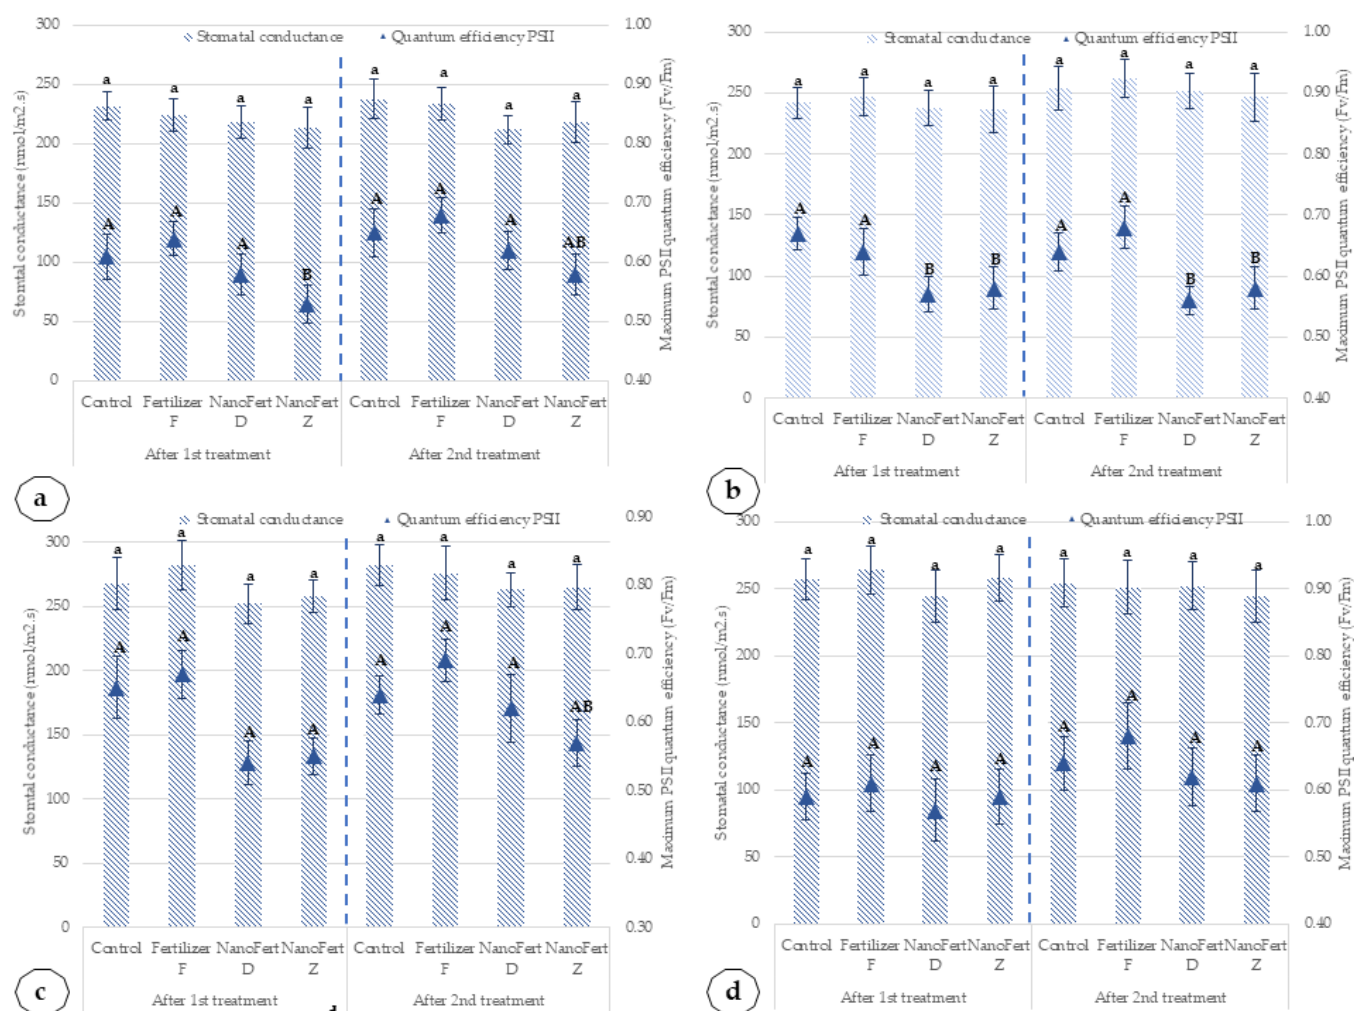 300
1.00
Stomatal conductance
Quantum efficiency PSII
250
0.90
200
0.80
150
0.70
100
0.60
50
0.50
0
0.40
Stomtal conductance (nmol/m2.s)
Maximum PSII quantum efficiency (Fv/Fm)
a a a a a a a a
A A A B A A A AB
Control Fertilizer NanoFert NanoFert Control Fertilizer NanoFert NanoFert
F D Z F D Z
After 1st treatment After 2nd treatment
a
300
1.00
Stomatal conductance
Quantum efficiency PSII
250
0.90
200
0.80
150
0.70
100
0.60
50
0.50
0
0.40
Stomatal conductance (nmol/m2.s)
Maximum PSII quantum efficiency (Fv/Fm)
a a a a a a a a
A A B B A A B B
Control Fertilizer NanoFert NanoFert Control Fertilizer NanoFert NanoFert
F D Z F D Z
After 1st treatment After 2nd treatment
b
0.90
Stomatal conductance
Quantum efficiency PSII
300
250
0.80
200
0.70
150
0.60
100
0.50
50
0.40
0
0.30
Stomtal conductance (nmol/m2.s)
Maximum PSII quantum efficiency (Fv/Fm)
a a a a a a a a
A A A A A A A AB
Control Fertilizer NanoFert NanoFert Control Fertilizer NanoFert NanoFert
F D Z F D Z
After 1st treatment After 2nd treatment
c
300
1.00
Stomatal conductance
Quantum efficiency PSII
250
0.90
200
0.80
150
0.70
100
0.60
50
0.50
0
0.40
Stomatal conductance (nmol/m2.s)
Maximum PSII quantum efficiency (Fv/Fm)
a a a a a a a a
A A A A A A A A
Control Fertilizer NanoFert NanoFert Control Fertilizer NanoFert NanoFert
F D Z F D Z
After 1st treatment After 2nd treatment
d